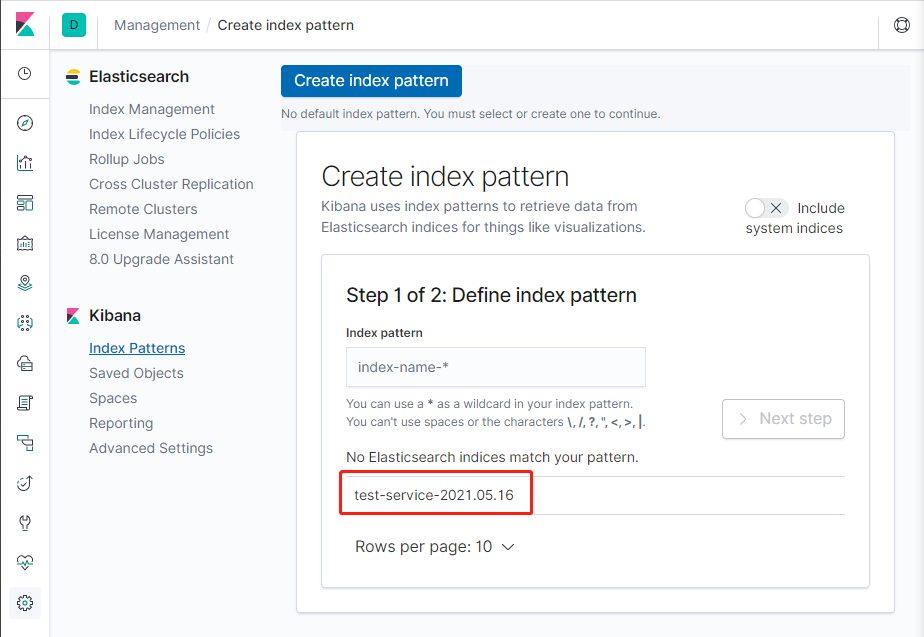 D
Management / Create index pattern
Elasticsearch
Index Management
Index Lifecycle Policies
Rollup Jobs
Cross Cluster Replication
Remote Clusters
License Management
8.0 Upgrade Assistant
Kibana
Index Patterns
Saved Objects
Spaces
Reporting
Advanced Settings
Create index pattern
No default index pattern. You must select or create one to continue.
Create index pattern
Kibana uses index patterns to retrieve data from
Elasticsearch indices for things like visualizations.
Include
system indices
Step 1 of 2: Define index pattern
Index pattern
index-name-*
You can use a * as a wildcard in your index pattern.
You can't use spaces or the characters \, /, ?, ", <, >, |.
Next step
No Elasticsearch indices match your pattern.
test-service-2021.05.16
Rows per page: 10